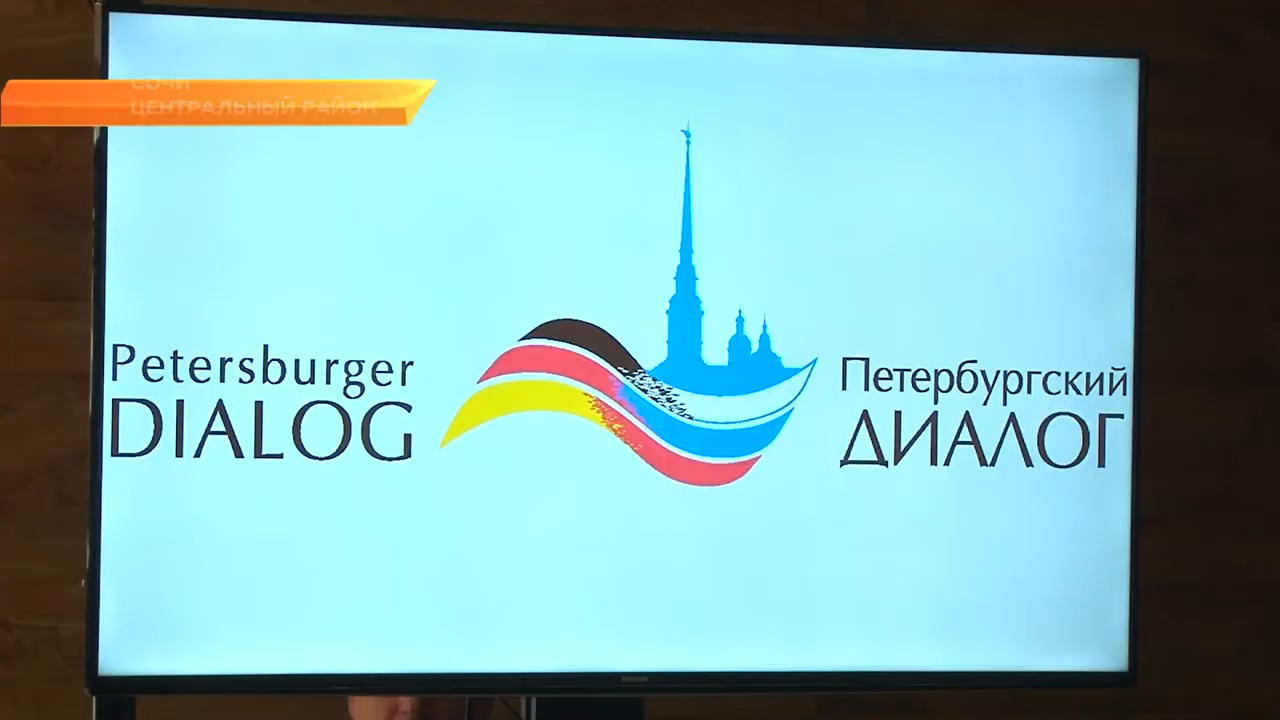 СОЧИ
ЦЕНТРАЛЬНЫЙ РАЙОН
Petersburger
DIALOG
Петербургский
ДИАЛОГ